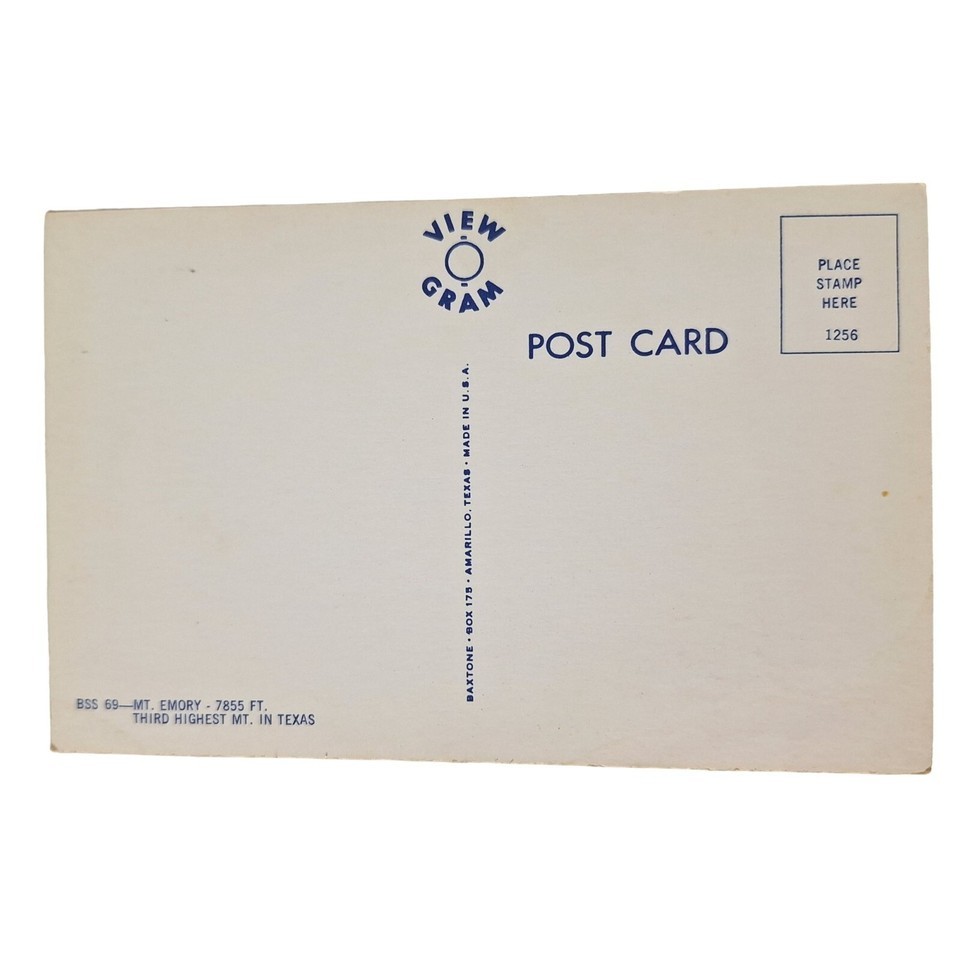 VIEW
GRAM
PLACE
STAMP
HERE
1256
POST CARD
BAXTONE • BOX 175 • AMARILLO, TEXAS • MADE IN U.S.A.
BSS 69—MT. EMORY - 7855 FT.
THIRD HIGHEST MT. IN TEXAS